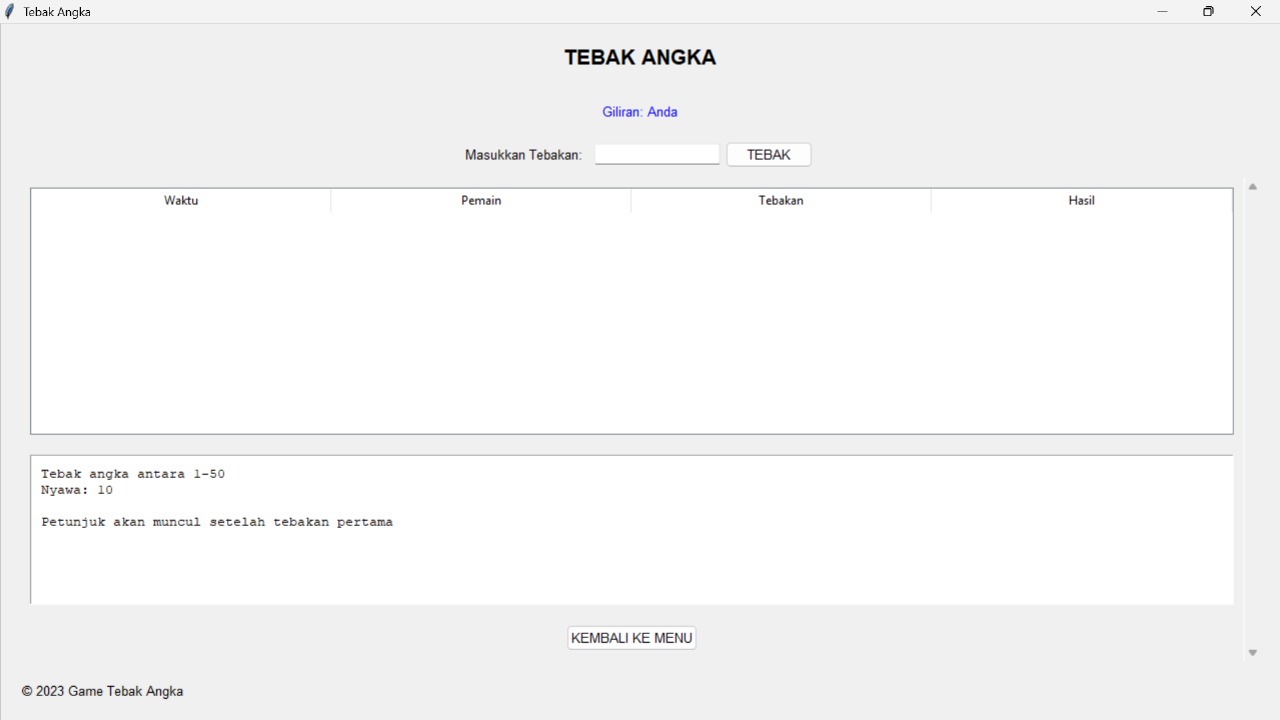 Tebak Angka
TEBAK ANGKA
Giliran: Anda
Masukkan Tebakan: TEBAK
Waktu Pemain Tebakan Hasil
Tebak angka antara 1-50
Nyawa: 10
Petunjuk akan muncul setelah tebakan pertama
KEMBALI KE MENU
© 2023 Game Tebak Angka